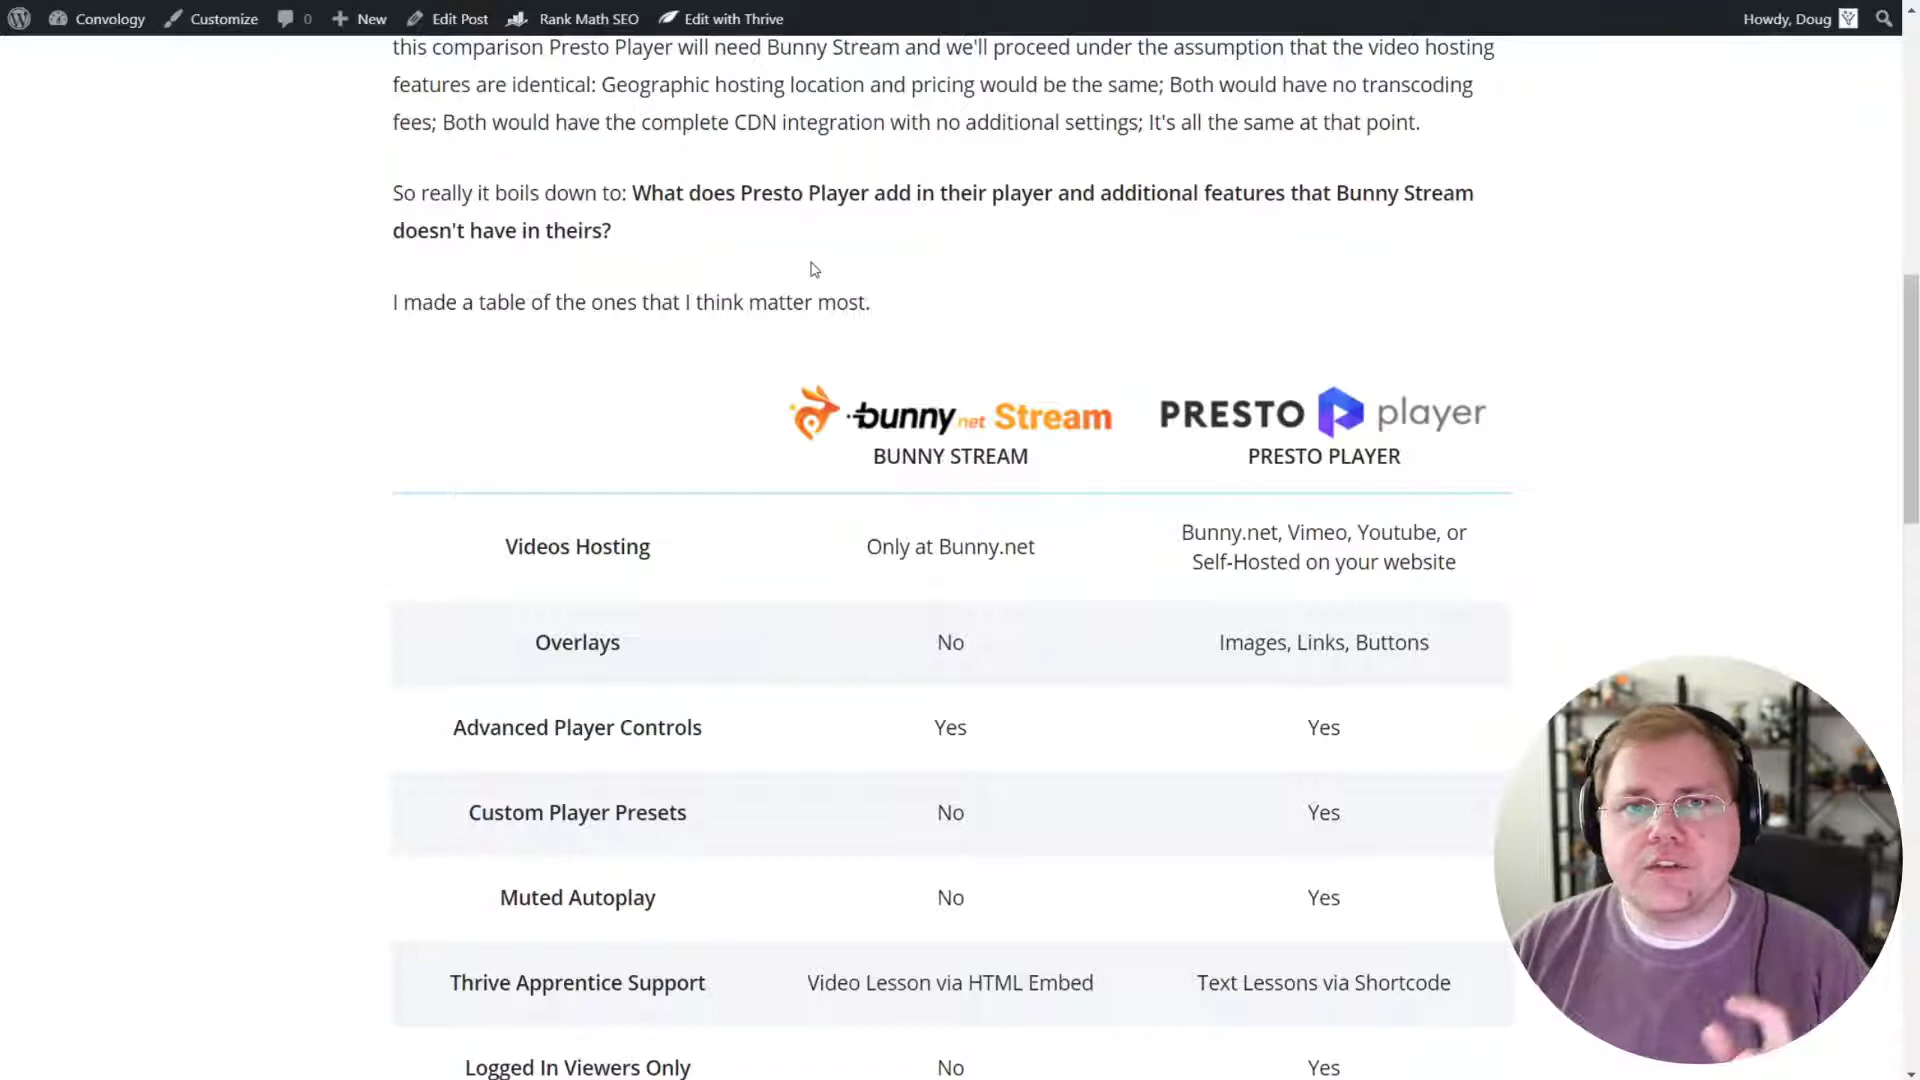 Convology Customize 0 New Edit Post Rank Math SEO Edit with Thrive Howdy, Doug
this comparison Presto Player will need Bunny Stream and we'll proceed under the assumption that the video hosting
features are identical: Geographic hosting location and pricing would be the same; Both would have no transcoding
fees; Both would have the complete CDN integration with no additional settings; It's all the same at that point.
So really it boils down to: What does Presto Player add in their player and additional features that Bunny Stream
doesn't have in theirs?
I made a table of the ones that I think matter most.
bunny.net Stream PRESTO player
BUNNY STREAM PRESTO PLAYER
Videos Hosting Only at Bunny.net Bunny.net, Vimeo, Youtube, or
Self-Hosted on your website
Overlays No Images, Links, Buttons
Advanced Player Controls Yes Yes
Custom Player Presets No Yes
Muted Autoplay No Yes
Thrive Apprentice Support Video Lesson via HTML Embed Text Lessons via Shortcode
Logged In Viewers Only No Yes